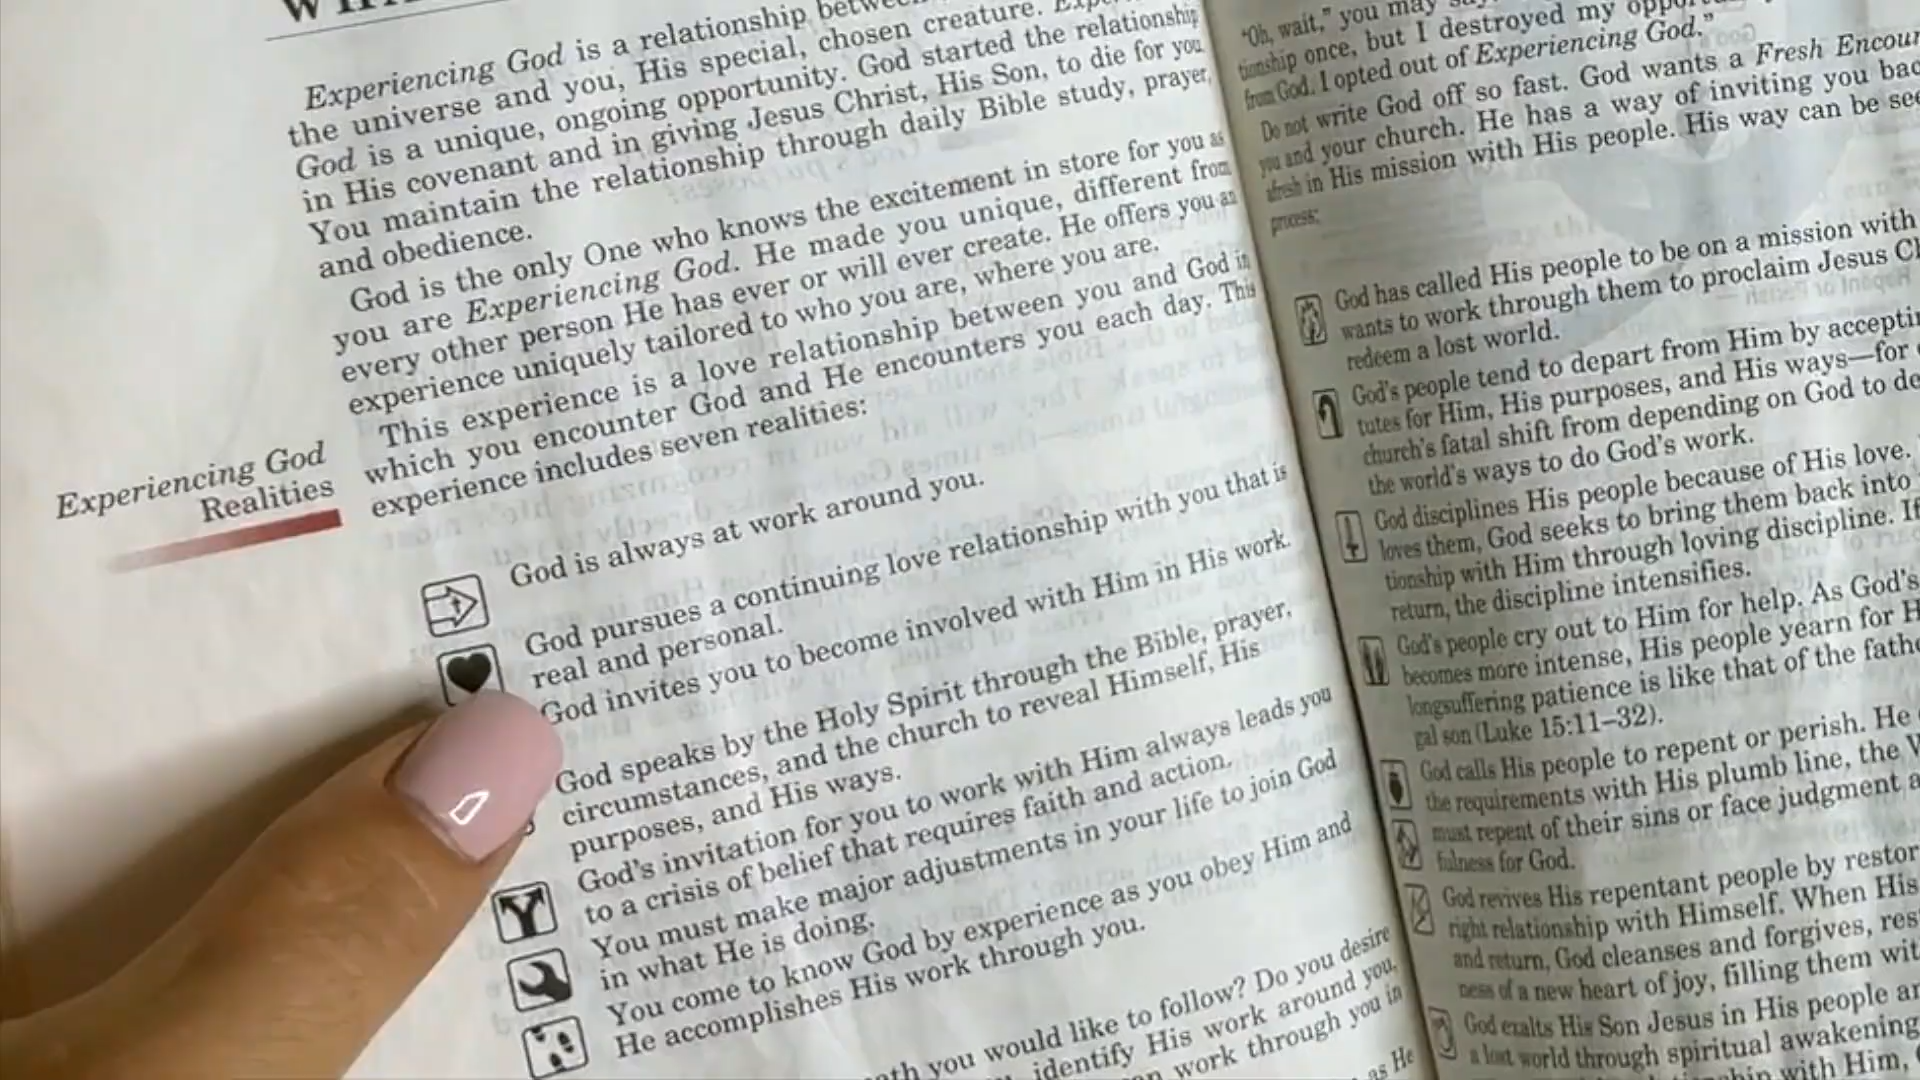 Experiencing God is a relationship
the universe and you, His special, chosen creature.
God is a unique, ongoing opportunity. God started the relationship
in His covenant and in giving Jesus Christ, His Son, to die for you.
You maintain the relationship through daily Bible study, prayer,
and obedience.
God is the only One who knows the excitement in store for you as
you are Experiencing God. He made you unique, different from
every other person He has ever or will ever create. He offers you an
experience uniquely tailored to who you are, where you are.
This experience is a love relationship between you and God in
which you encounter God and He encounters you each day. This
experience includes seven realities:
Experiencing God
Realities
God is always at work around you.
God pursues a continuing love relationship with you that is
real and personal.
God invites you to become involved with Him in His work.
God speaks by the Holy Spirit through the Bible, prayer,
circumstances, and the church to reveal Himself, His
purposes, and His ways.
God's invitation for you to work with Him always leads you
to a crisis of belief that requires faith and action.
You must make major adjustments in your life to join God
in what He is doing.
You come to know God by experience as you obey Him and
He accomplishes His work through you.
you would like to follow? Do you desire
identify His work around you,
work through you in
as He
"Oh, wait," you may
tionship once, but I destroyed my
from God. I opted out of Experiencing God."
Do not write God off so fast. God wants a Fresh
you and your church. He has a way of inviting you
afresh in His mission with His people. His way can be
process:
God has called His people to be on a mission with
wants to work through them to proclaim Jesus
redeem a lost world.
God's people tend to depart from Him by
tutes for Him, His purposes, and His ways—for
church's fatal shift from depending on God to
the world's ways to do God's work.
God disciplines His people because of His love.
loves them, God seeks to bring them back into
tionship with Him through loving discipline. If
return, the discipline intensifies.
God's people cry out to Him for help. As God's
becomes more intense, His people yearn for
longsuffering patience is like that of the
gal son (Luke 15:11–32).
God calls His people to repent or perish. He
the requirements with His plumb line, the
must repent of their sins or face judgment
fulness for God.
God revives His repentant people by
right relationship with Himself. When His
and return, God cleanses and forgives,
ness of a new heart of joy, filling them
God exalts His Son Jesus in His people
a lost world through spiritual awakening
with Him,